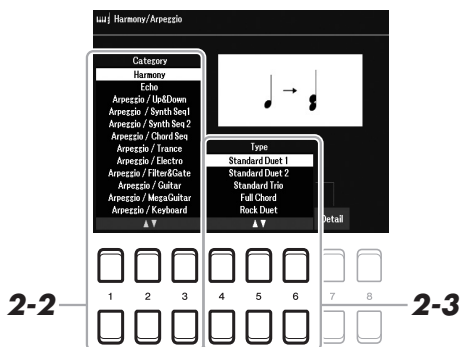 Harmony/Arpeggio
Category
Harmony
Echo
Arpeggio / Up&Down
Arpeggio / Synth Seq1
Arpeggio / Synth Seq 2
Arpeggio / Chord Seq
Arpeggio / Trance
Arpeggio / Electro
Arpeggio / Filter&Gate
Arpeggio / Guitar
Arpeggio / MegaGuitar
Arpeggio / Keyboard
Type
Standard Duet 1
Standard Duet 2
Standard Trio
Full Chord
Rock Duet
Detail
2-2
1 2 3 4 5 6 7 8
2-3